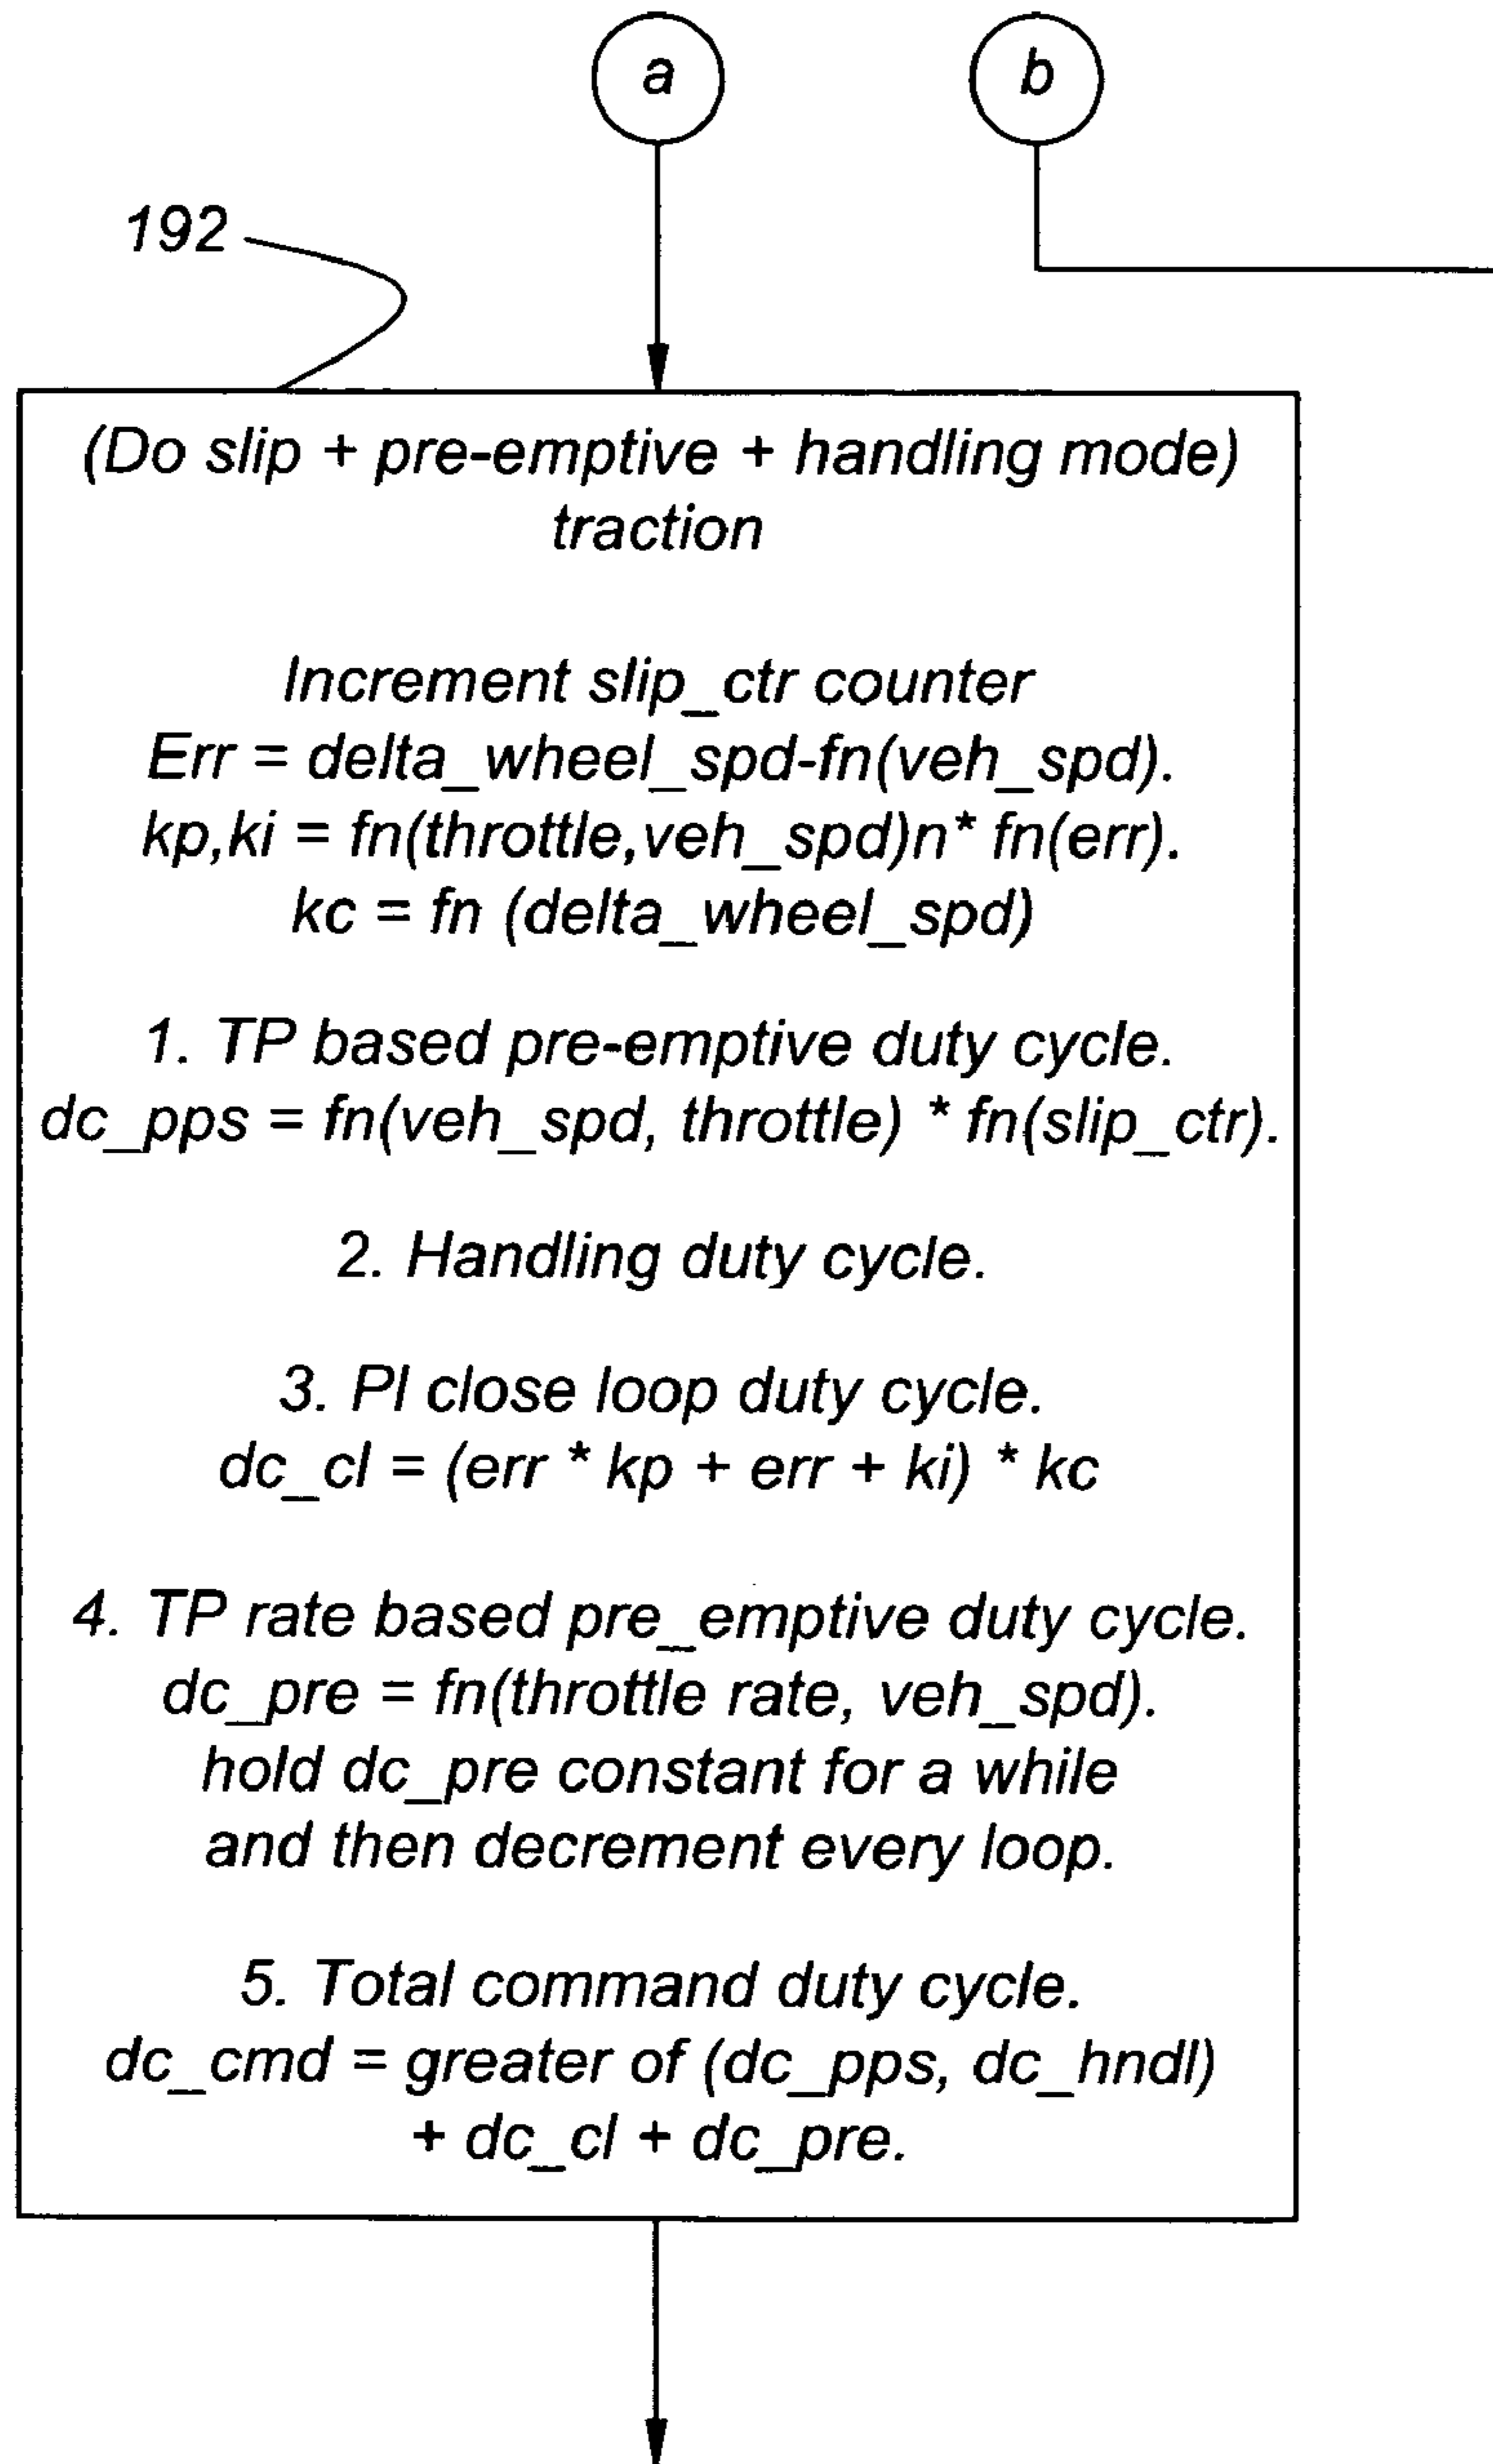 a
b
192
(Do slip + pre-emptive + handling mode)
traction
Increment slip_ctr counter
Err = delta_wheel_spd-fn(veh_spd).
kp,ki = fn(throttle,veh_spd)n* fn(err).
kc = fn (delta_wheel_spd)
1. TP based pre-emptive duty cycle.
dc_pps = fn(veh_spd, throttle) * fn(slip_ctr).
2. Handling duty cycle.
3. PI close loop duty cycle.
dc_cl = (err * kp + err + ki) * kc
4. TP rate based pre_emptive duty cycle.
dc_pre = fn(throttle rate, veh_spd).
hold dc_pre constant for a while
and then decrement every loop.
5. Total command duty cycle.
dc_cmd = greater of (dc_pps, dc_hndl)
+ dc_cl + dc_pre.